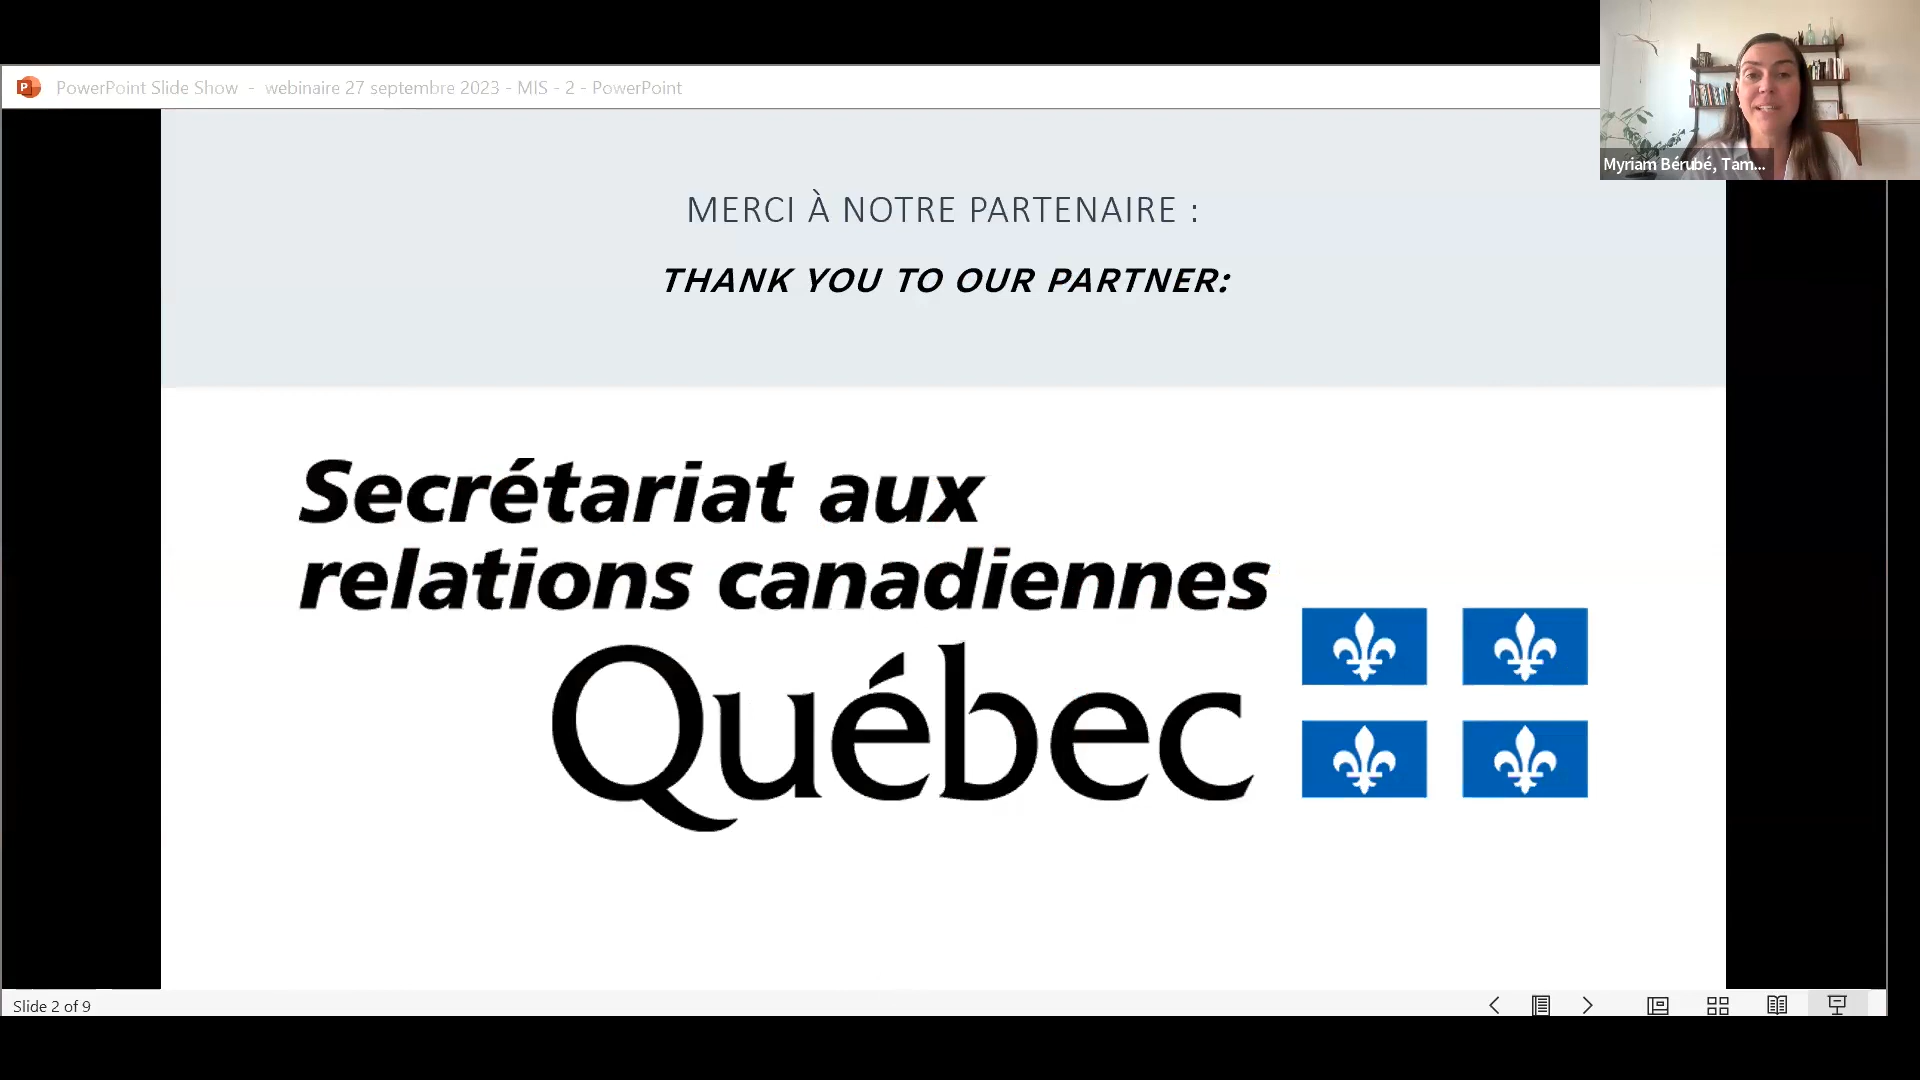 PowerPoint Slide Show - webinaire 27 septembre 2023 - MIS - 2 - PowerPoint
Myriam Bérubé, Tam...
MERCI À NOTRE PARTENAIRE :
THANK YOU TO OUR PARTNER:
Secrétariat aux
relations canadiennes
Québec
Slide 2 of 9